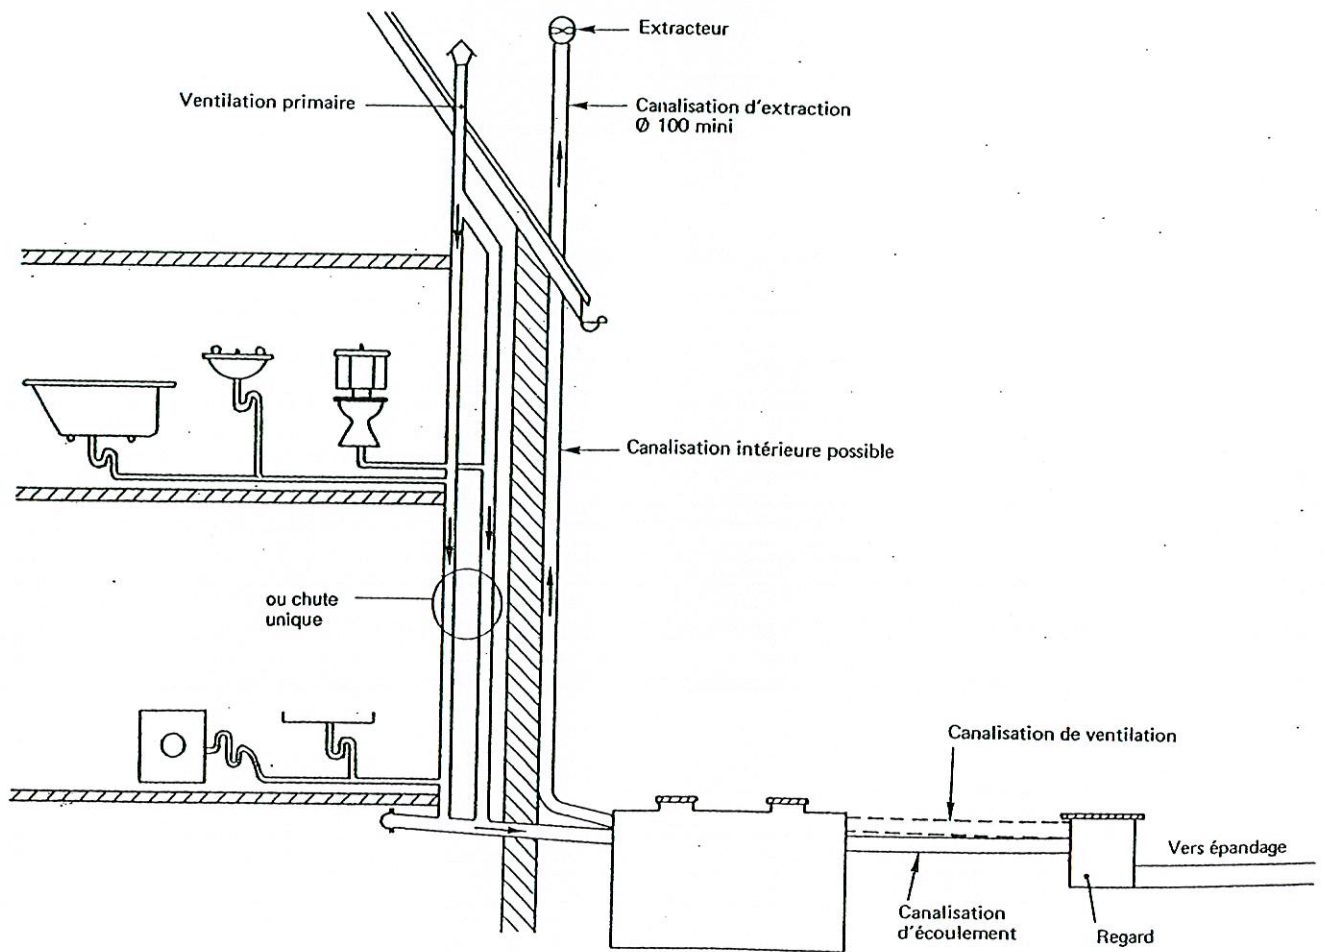 Extracteur
Ventilation primaire
Canalisation d'extraction
Ø 100 mini
Canalisation intérieure possible
ou chute
unique
Canalisation de ventilation
Vers épandage
Canalisation
d'écoulement
Regard